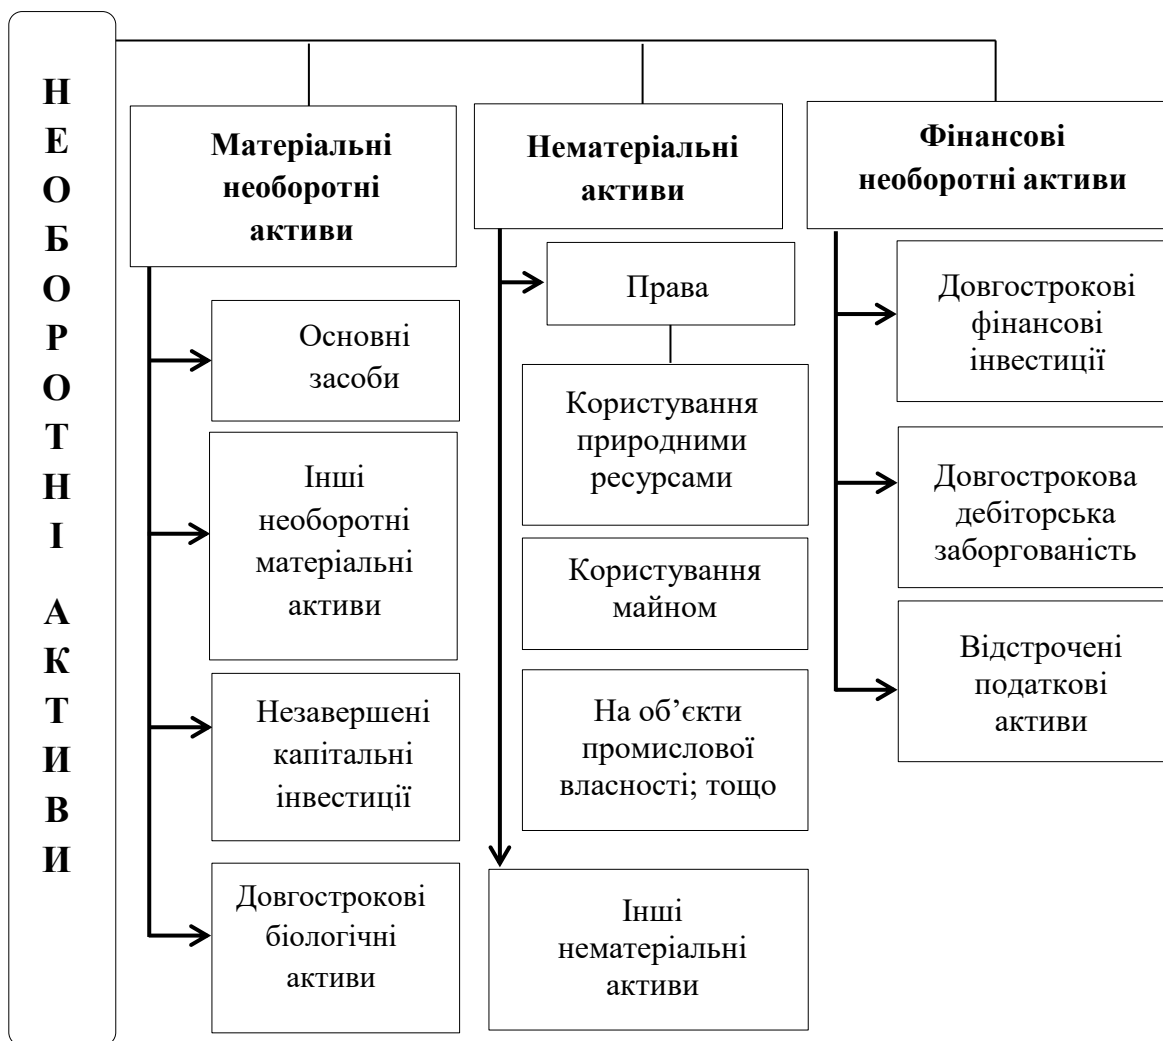 НЕОБОРОТНІ АКТИВИ
Матеріальні
необоротні
активи
Основні
засоби
Інші
необоротні
матеріальні
активи
Незавершені
капітальні
інвестиції
Довгострокові
біологічні
активи
Нематеріальні
активи
Права
Користування
природними
ресурсами
Користування
майном
На об’єкти
промислової
власності; тощо
Інші
нематеріальні
активи
Фінансові
необоротні активи
Довгострокові
фінансові
інвестиції
Довгострокова
дебіторська
заборгованість
Відстрочені
податкові
активи